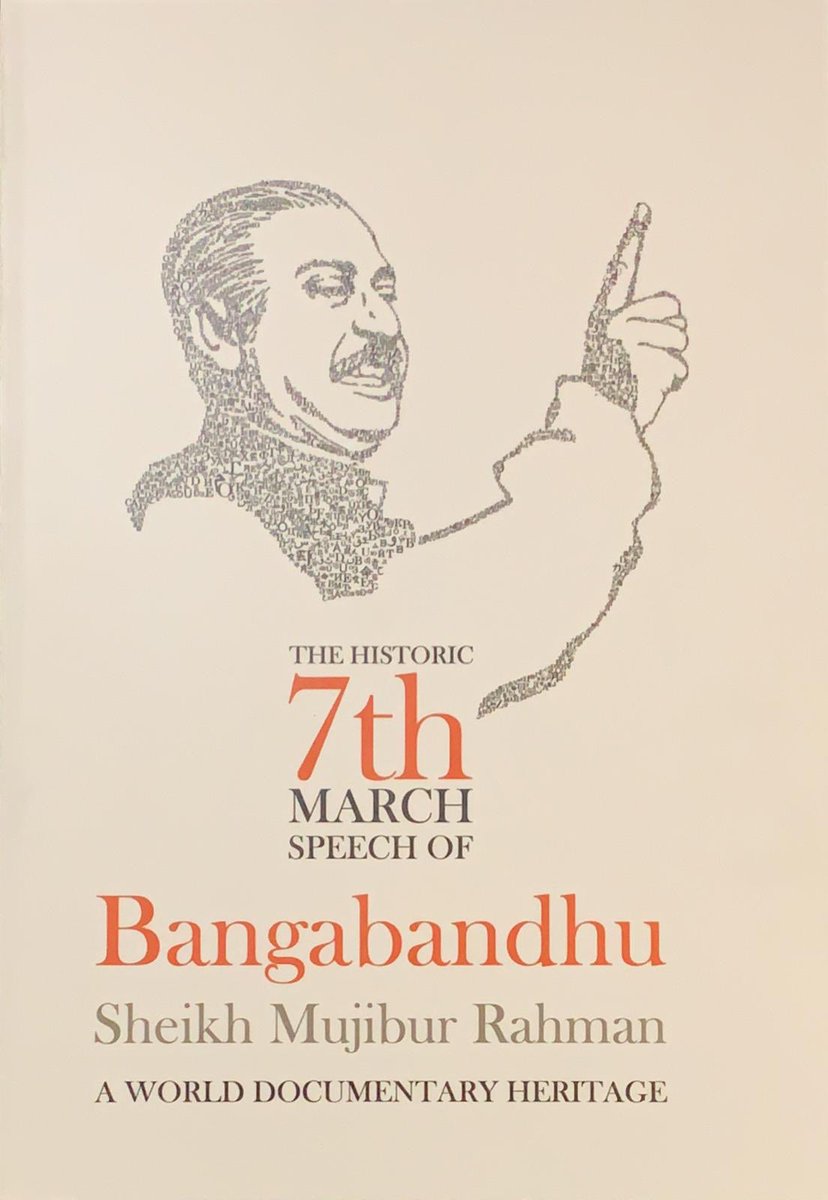 THE HISTORIC
7th
MARCH
SPEECH OF
Bangabandhu
Sheikh Mujibur Rahman
A WORLD DOCUMENTARY HERITAGE